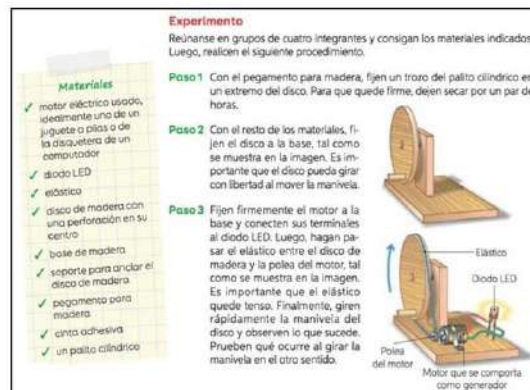 Experimento
Reúnanse en grupos de cuatro integrantes y consigan los materiales indicados.
Luego, realicen el siguiente procedimiento.
Materiales
✓ motor eléctrico usado,
idealmente uno de un
juguete a pilas o de
la disquetera de un
computador
✓ diodo LED
✓ elástico
✓ disco de madera con
una perforación en su
centro
✓ base de madera
✓ soporte para anclar el
disco de madera
✓ pegamento para
madera
✓ cinta adhesiva
✓ un palito cilíndrico
Paso 1 Con el pegamento para madera, fijen un trozo del palito cilíndrico en
un extremo del disco. Para que quede firme, dejen secar por un par de
horas.
Paso 2 Con el resto de los materiales, fi-
jen el disco a la base, tal como
se muestra en la imagen. Es im-
portante que el disco pueda girar
con libertad al mover la manivela.
Paso 3 Fijen firmemente el motor a la
base y conecten sus terminales
al diodo LED. Luego, hagan pa-
sar el elástico entre el disco de
madera y la polea del motor, tal
como se muestra en la imagen.
Es importante que el elástico
quede tenso. Finalmente, giren
rápidamente la manivela del
disco y observen lo que sucede.
Prueben qué ocurre al girar la
manivela en el otro sentido.
Elástico
Diodo LED
Polea
del motor
Motor que se comporta
como generador